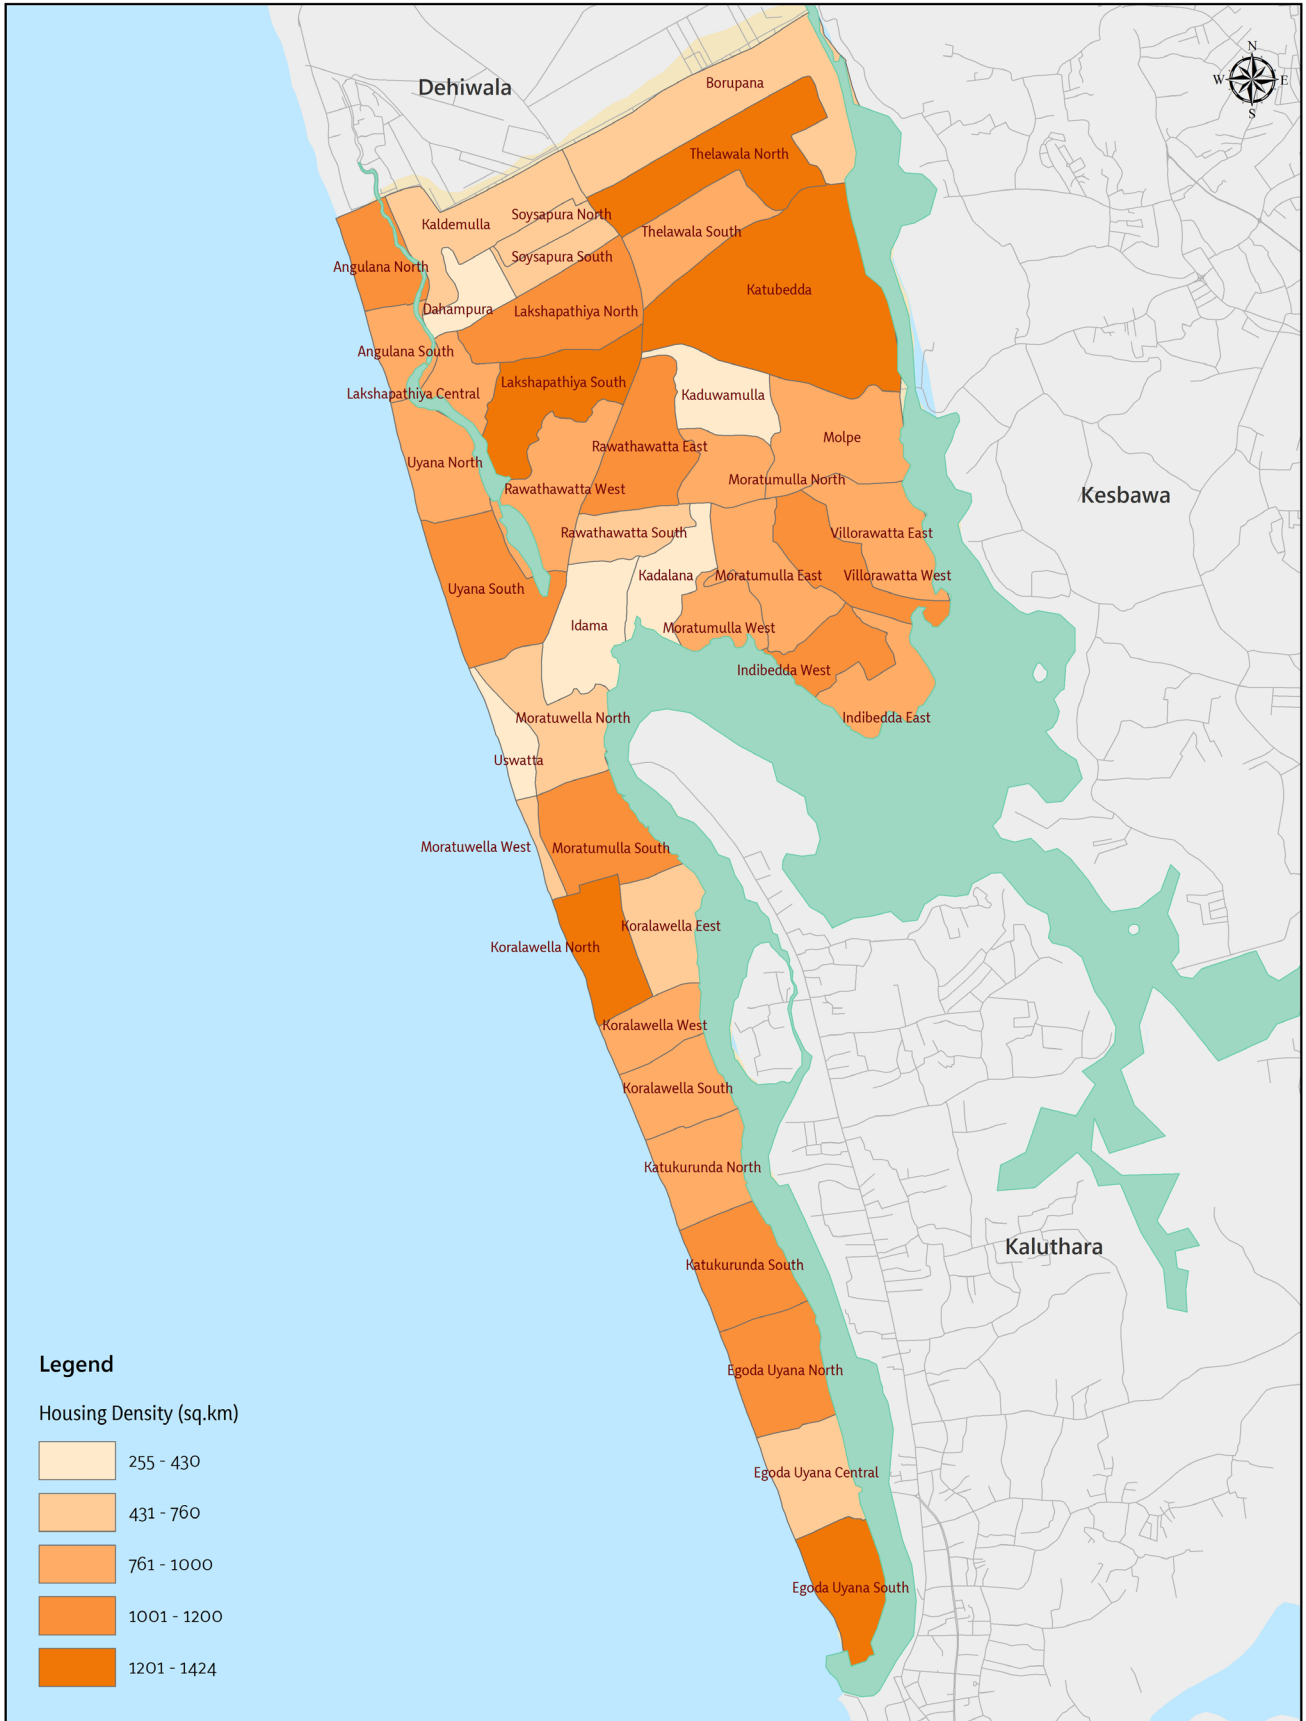 N
W E
S
Dehiwala
Borupana
Thelawala North
Kaldemulla
Soysapura North
Thelawala South
Soysapura South
Angulana North
Katubedda
Dahampura
Lakshapathiya North
Angulana South
Lakshapathiya South
Lakshapathiya Central
Kaduwamulla
Molpe
Rawathawatta East
Uyana North
Moratumulla North
Rawathawatta West
Kesbawa
Rawathawatta South
Villorawatta East
Kadalana
Moratumulla East
Villorawatta West
Uyana South
Idama
Moratumulla West
Indibedda West
Moratuwella North
Indibedda East
Uswatta
Moratuwella West
Moratumulla South
Koralawella Eest
Koralawella North
Koralawella West
Koralawella South
Katukurunda North
Kaluthara
Katukurunda South
Egoda Uyana North
Egoda Uyana Central
Egoda Uyana South
Legend
Housing Density (sq.km)
255 - 430
431 - 760
761 - 1000
1001 - 1200
1201 - 1424